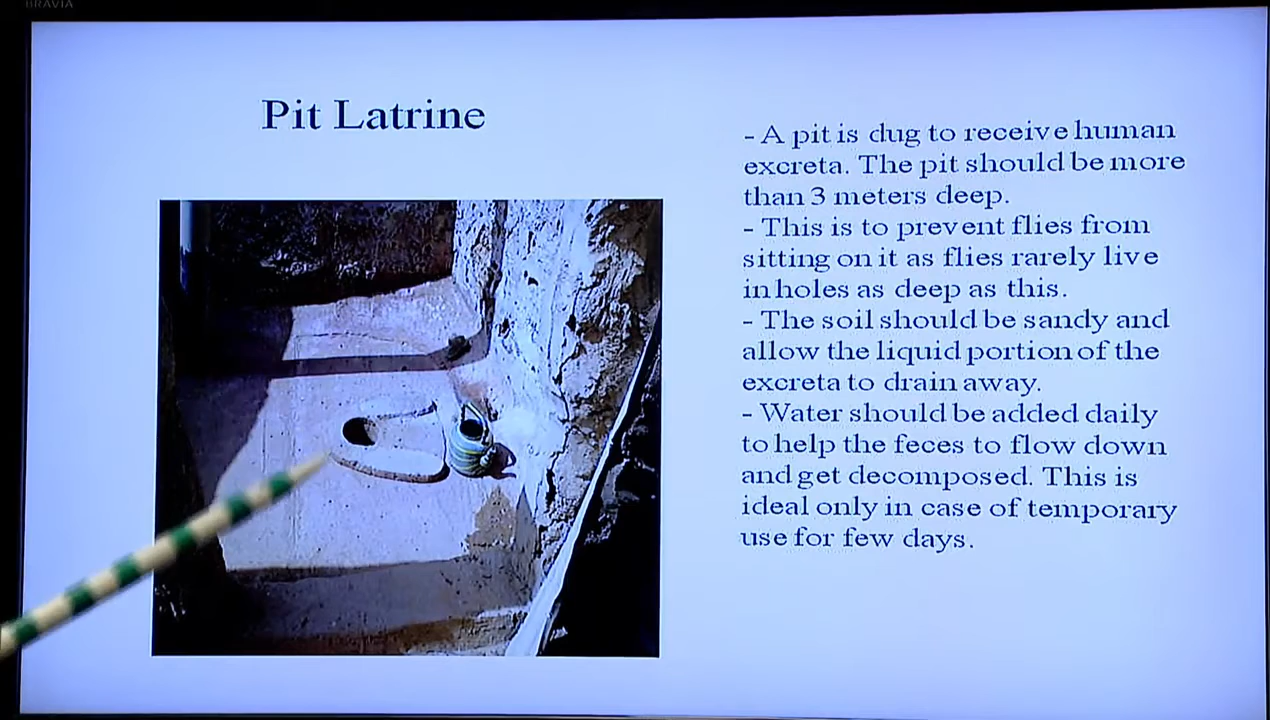 BRAVIA
Pit Latrine
- A pit is dug to receive human
excreta. The pit should be more
than 3 meters deep.
- This is to prevent flies from
sitting on it as flies rarely live
in holes as deep as this.
- The soil should be sandy and
allow the liquid portion of the
excreta to drain away.
- Water should be added daily
to help the feces to flow down
and get decomposed. This is
ideal only in case of temporary
use for few days.